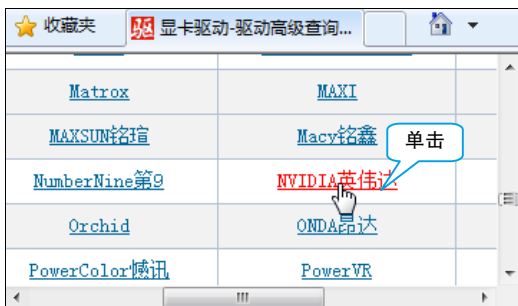 收藏夹 驱 显卡驱动-驱动高级查询...
Matrox MAXI
MAXSUN铭瑄 Macy铭鑫 单击
NumberNine第9 NVIDIA英伟达
Orchid ONDA昂达
PowerColor撼讯 PowerVR